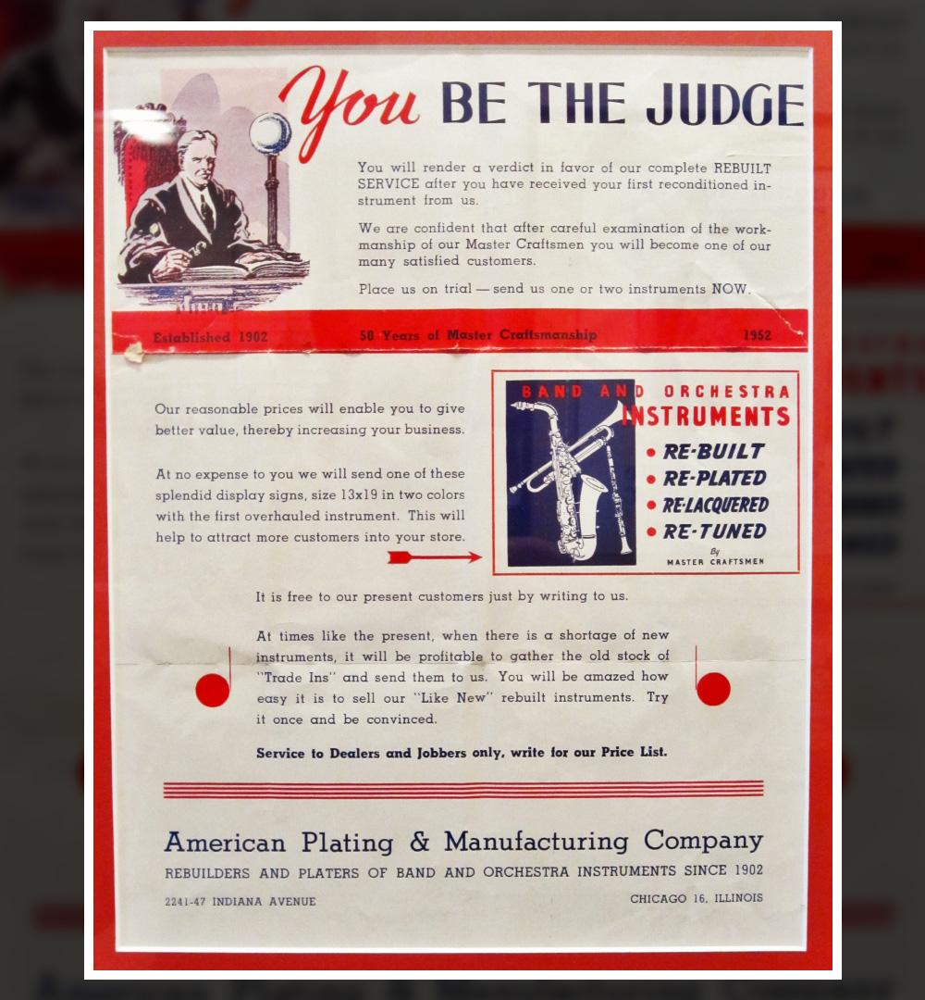 You BE THE JUDGE
You will render a verdict in favor of our complete REBUILT
SERVICE after you have received your first reconditioned in-
strument from us.
We are confident that after careful examination of the work-
manship of our Master Craftsmen you will become one of our
many satisfied customers.
Place us on trial — send us one or two instruments NOW.
Established 1902 50 Years of Master Craftsmanship 1952
Our reasonable prices will enable you to give
better value, thereby increasing your business.
At no expense to you we will send one of these
splendid display signs, size 13x19 in two colors
with the first overhauled instrument. This will
help to attract more customers into your store.
BAND AND ORCHESTRA
INSTRUMENTS
• RE-BUILT
• RE-PLATED
• RE-LACQUERED
• RE-TUNED
By
MASTER CRAFTSMEN
It is free to our present customers just by writing to us.
At times like the present, when there is a shortage of new
instruments, it will be profitable to gather the old stock of
"Trade Ins" and send them to us. You will be amazed how
easy it is to sell our "Like New" rebuilt instruments. Try
it once and be convinced.
Service to Dealers and Jobbers only, write for our Price List.
American Plating & Manufacturing Company
REBUILDERS AND PLATERS OF BAND AND ORCHESTRA INSTRUMENTS SINCE 1902
2241-47 INDIANA AVENUE CHICAGO 16, ILLINOIS